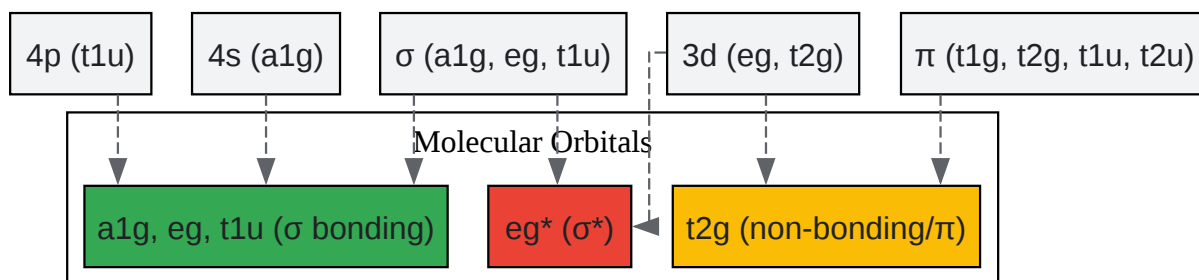 4p (t1u)
4s (a1g)
σ (a1g, eg, t1u)
3d (eg, t2g)
π (t1g, t2g, t1u, t2u)
Molecular Orbitals
a1g, eg, t1u (σ bonding)
eg* (σ*)
t2g (non-bonding/π)